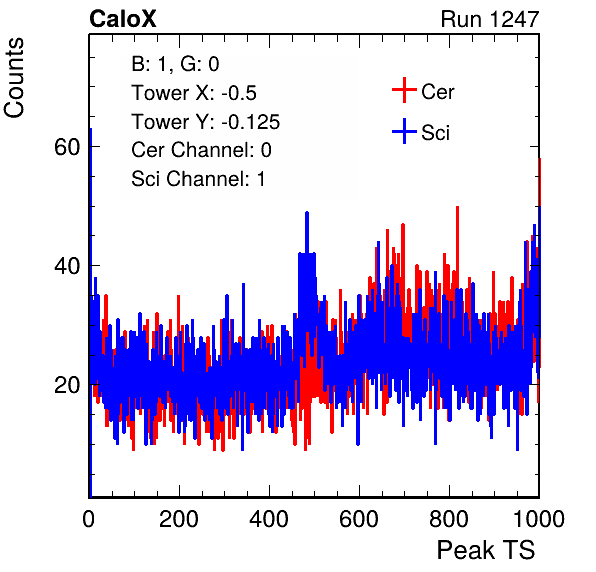 CaloX
Run 1247
Counts
B: 1, G: 0
Tower X: -0.5
Tower Y: -0.125
Cer Channel: 0
Sci Channel: 1
Cer
Sci
60
40
20
0
200
400
600
800
1000
Peak TS